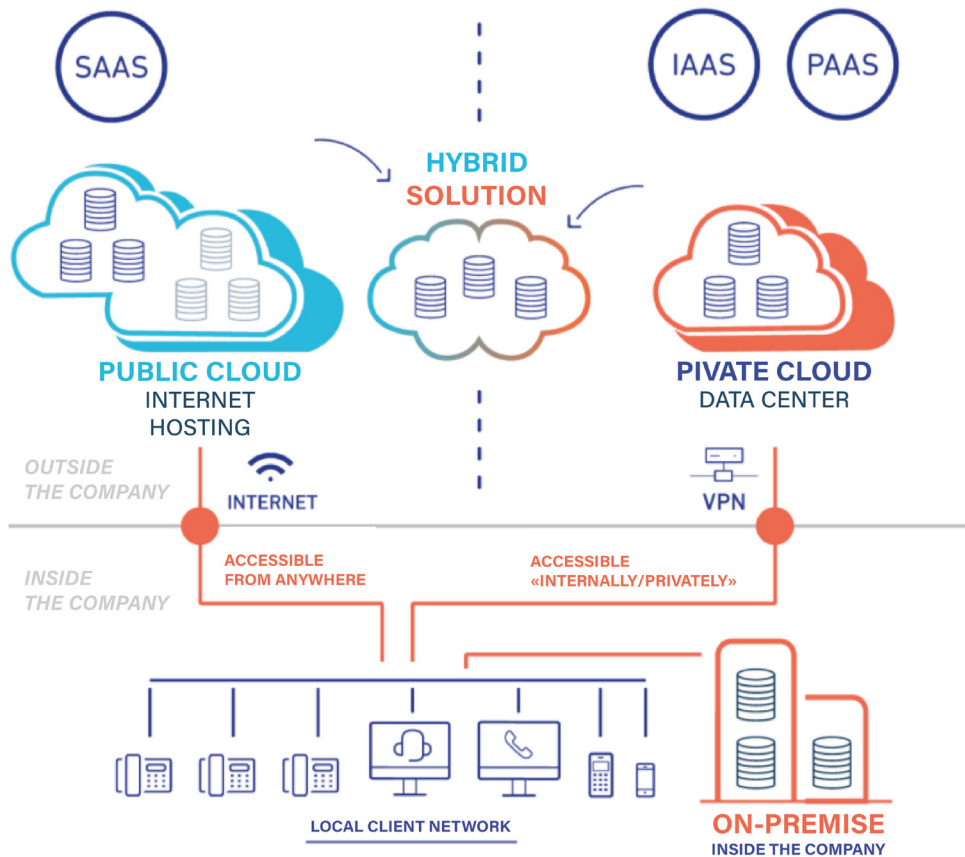 SAAS
IAAS
PAAS
HYBRID
SOLUTION
PUBLIC CLOUD
INTERNET
HOSTING
PIVATE CLOUD
DATA CENTER
OUTSIDE
THE COMPANY
INTERNET
VPN
INSIDE
THE COMPANY
ACCESSIBLE
FROM ANYWHERE
ACCESSIBLE
«INTERNALLY/PRIVATELY»
LOCAL CLIENT NETWORK
ON-PREMISE
INSIDE THE COMPANY